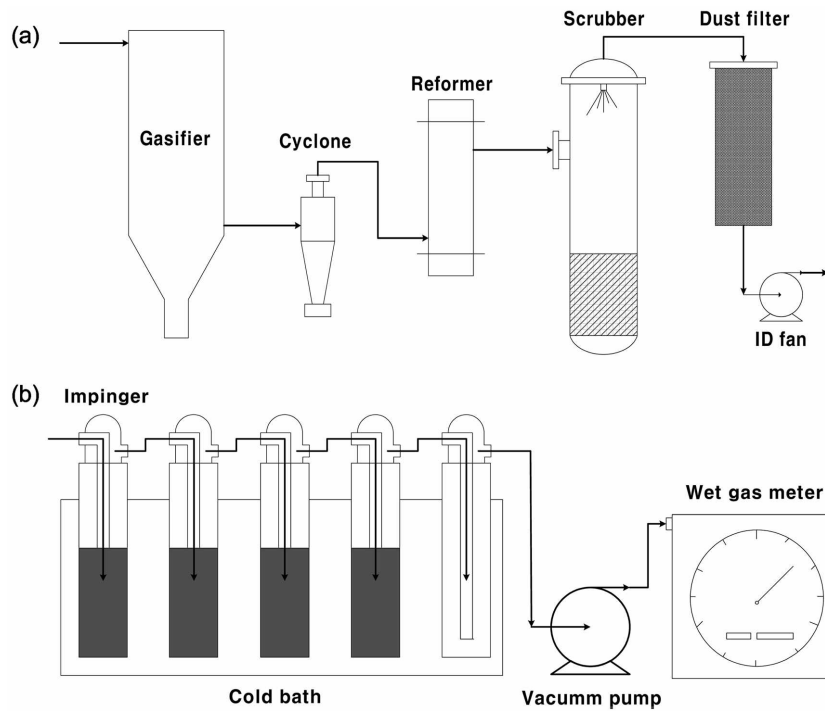 (a)
Scrubber
Dust filter
Reformer
Gasifier
Cyclone
ID fan
(b)
Impinger
Wet gas meter
Cold bath
Vacumm pump